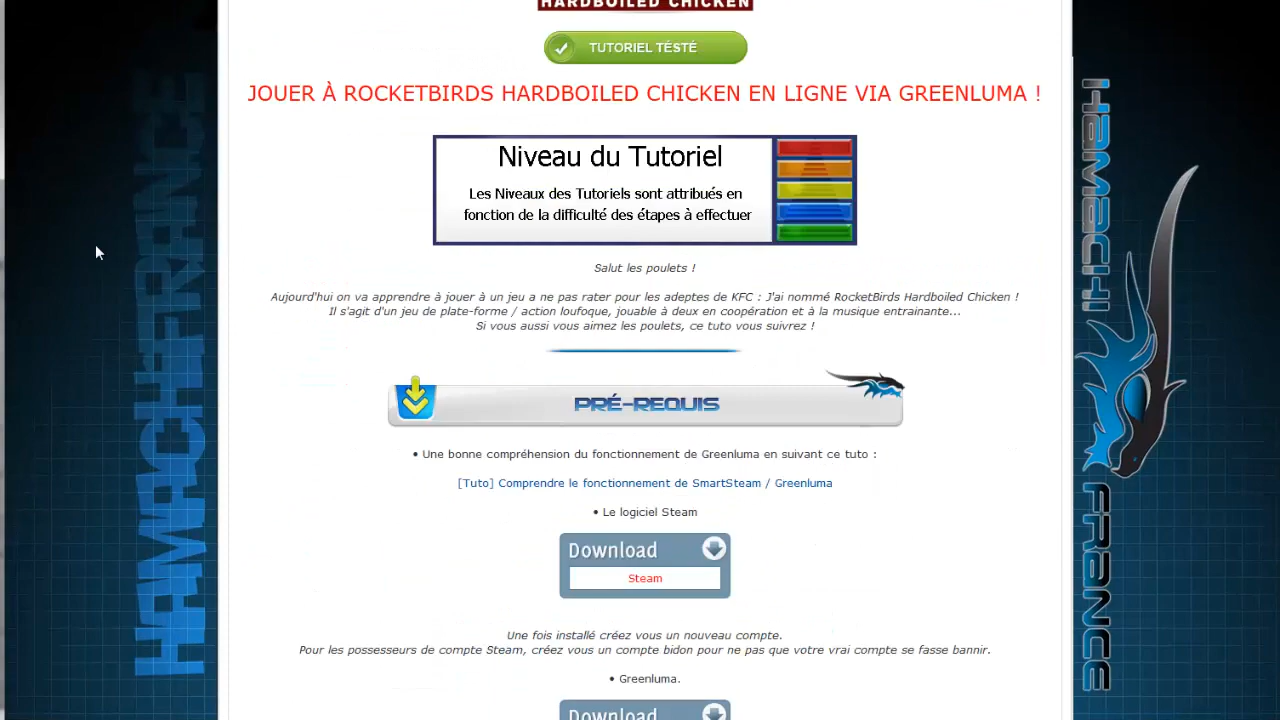 HARDBOILED CHICKEN
TUTORIEL TÉSTÉ
JOUER À ROCKETBIRDS HARDBOILED CHICKEN EN LIGNE VIA GREENLUMA !
Niveau du Tutoriel
Les Niveaux des Tutoriels sont attribués en
fonction de la difficulté des étapes à effectuer
Salut les poulets !
Aujourd'hui on va apprendre à jouer à un jeu a ne pas rater pour les adeptes de KFC : J'ai nommé RocketBirds Hardboiled Chicken !
Il s'agit d'un jeu de plate-forme / action loufoque, jouable à deux en coopération et à la musique entrainante...
Si vous aussi vous aimez les poulets, ce tuto vous suivrez !
PRÉ-REQUIS
• Une bonne compréhension du fonctionnement de Greenluma en suivant ce tuto :
[Tuto] Comprendre le fonctionnement de SmartSteam / Greenluma
• Le logiciel Steam
Download
Steam
Une fois installé créez vous un nouveau compte.
Pour les possesseurs de compte Steam, créez vous un compte bidon pour ne pas que votre vrai compte se fasse bannir.
• Greenluma.
Download
HAMACHI FRANCE
HAMACHI FRANCE